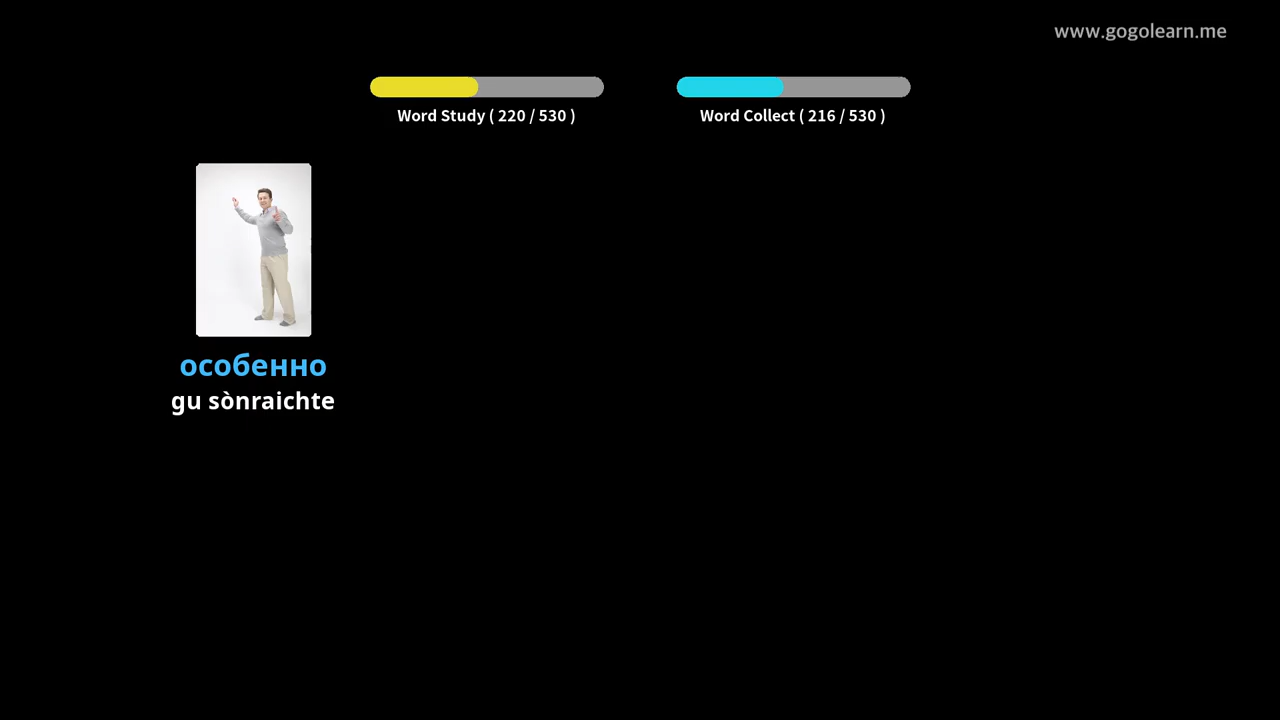 www.gogolearn.me
Word Study ( 220 / 530 )
Word Collect ( 216 / 530 )
особенно
gu sònraichte